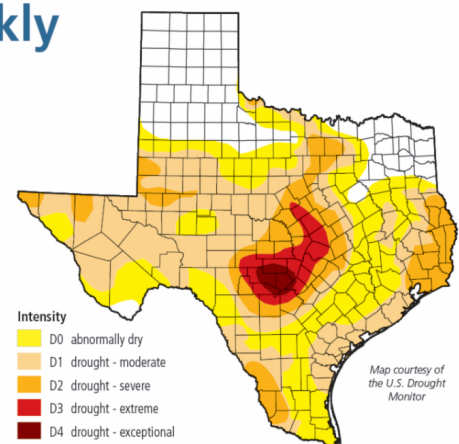 kly
Intensity
D0 abnormally dry
D1 drought - moderate
D2 drought - severe
D3 drought - extreme
D4 drought - exceptional
Map courtesy of
the U.S. Drought
Monitor